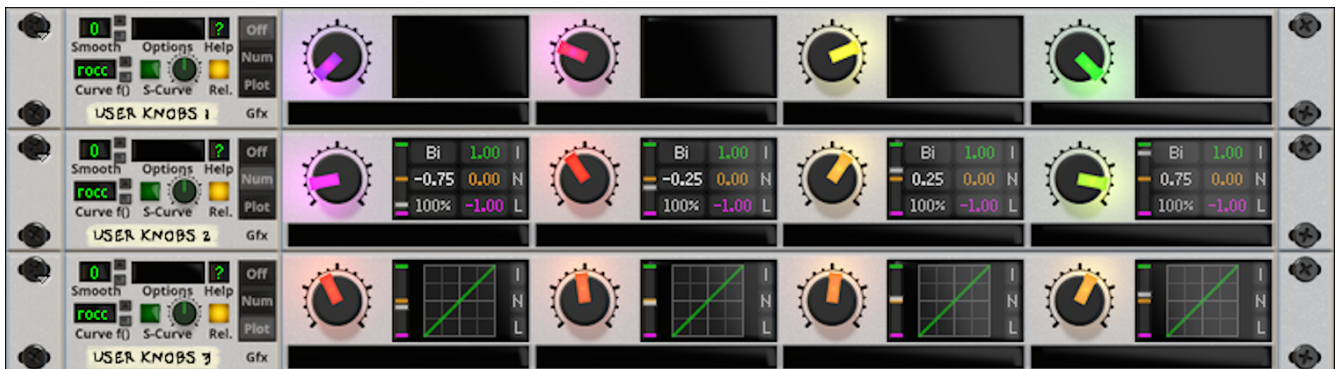 0 ? Off
Smooth Options Help
rocc Num
Curve f() S-Curve Rel. Plot
USER KNOBS 1 Gfx
0 ? Off
Smooth Options Help
rocc Num
Curve f() S-Curve Rel. Plot
USER KNOBS 2 Gfx
Bi 1.00 I
-0.75 0.00 N
100% -1.00 L
Bi 1.00 I
-0.25 0.00 N
100% -1.00 L
Bi 1.00 I
0.25 0.00 N
100% -1.00 L
Bi 1.00 I
0.75 0.00 N
100% -1.00 L
0 ? Off
Smooth Options Help
rocc Num
Curve f() S-Curve Rel. Plot
USER KNOBS 3 Gfx
I
N
L
I
N
L
I
N
L
I
N
L